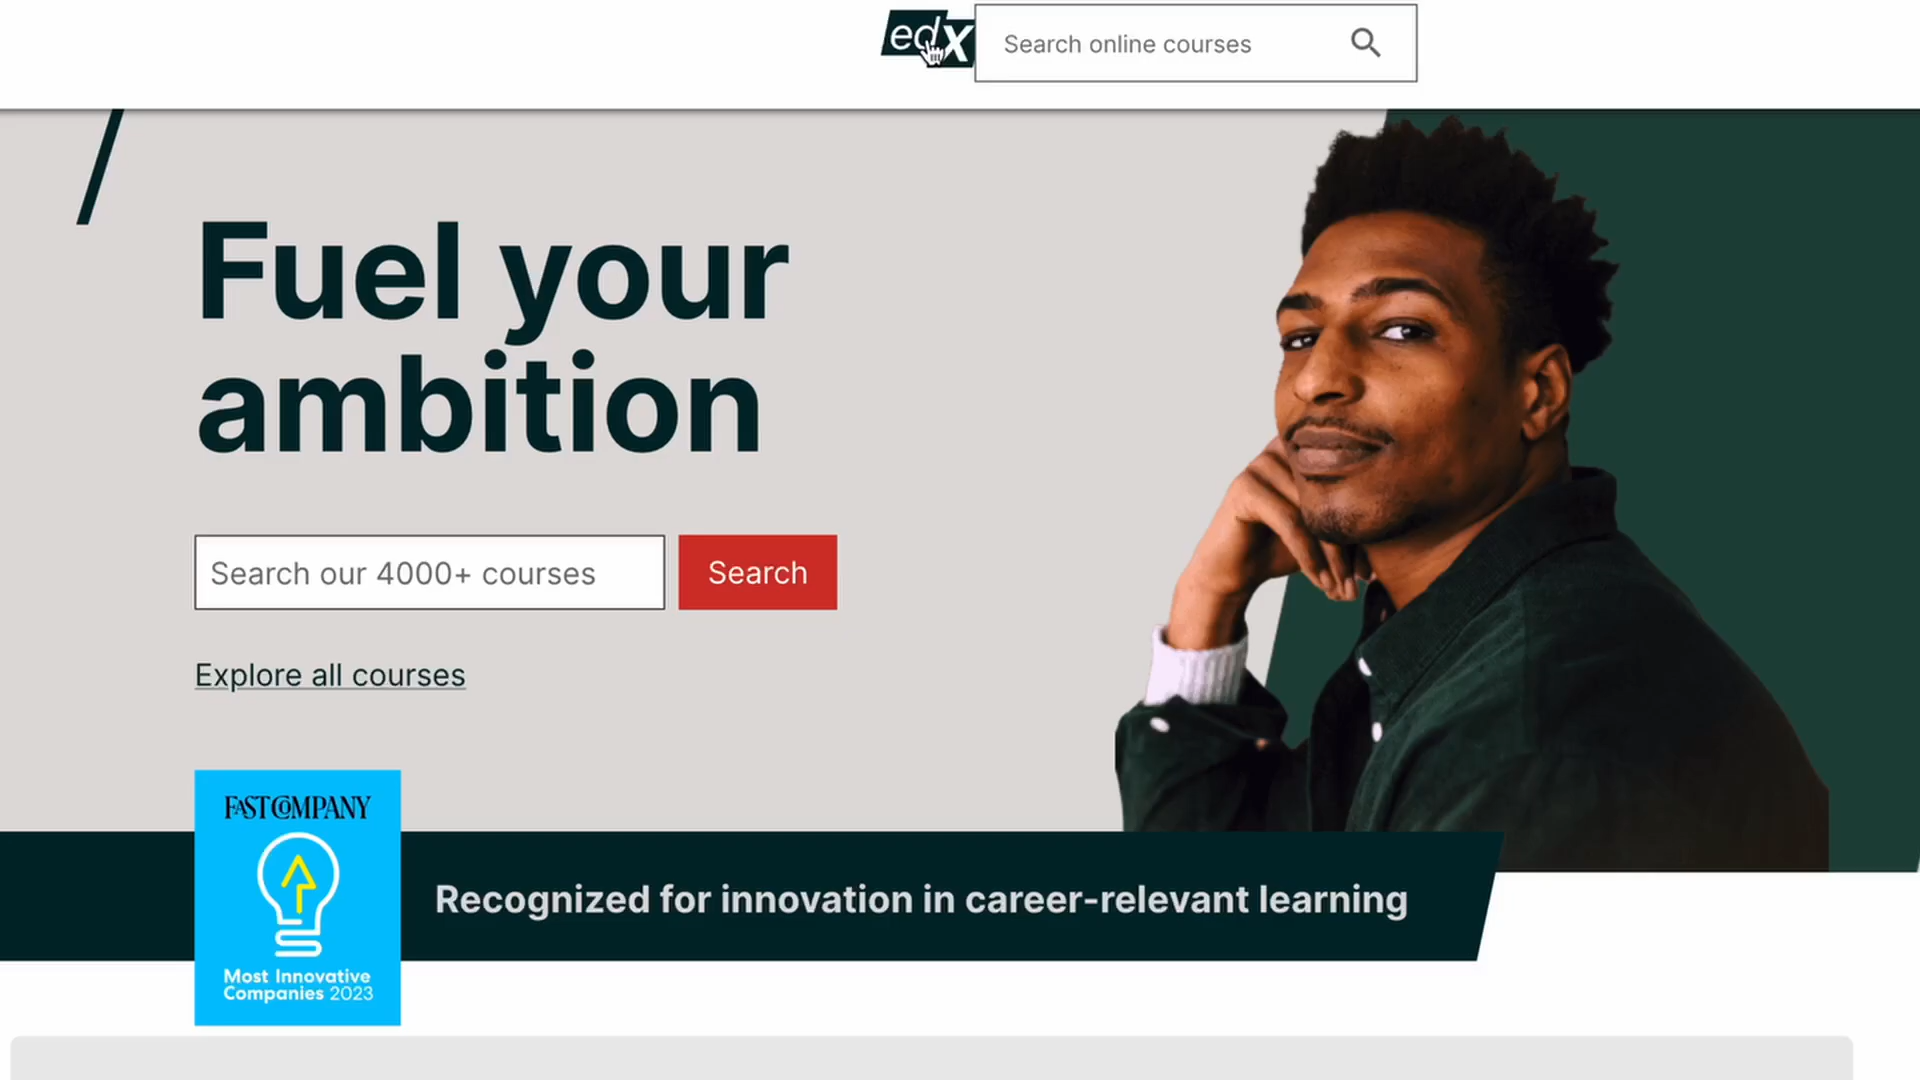 edX
Search online courses
Fuel your
ambition
Search our 4000+ courses
Search
Explore all courses
FAST COMPANY
Most Innovative
Companies 2023
Recognized for innovation in career-relevant learning